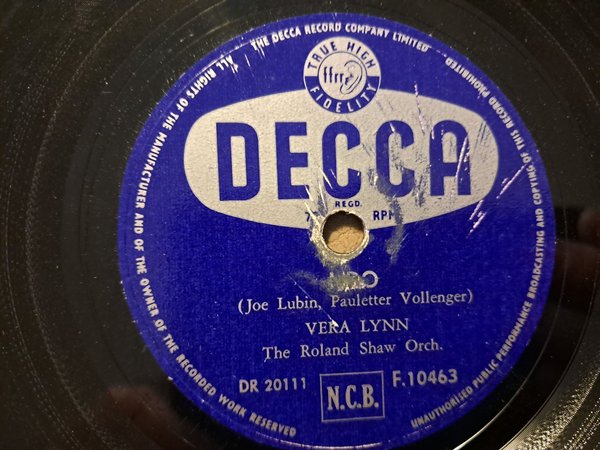 THE DECCA RECORD COMPANY LIMITED.
ALL RIGHTS OF THE MANUFACTURER AND OF THE OWNER OF THE RECORDED WORK RESERVED
UNAUTHORISED PUBLIC PERFORMANCE BROADCASTING AND COPYING OF THIS RECORD PROHIBITED.
TRUE HIGH
ffrr
FIDELITY
DECCA
REGD.
RPM
(Joe Lubin, Pauletter Vollenger)
VERA LYNN
The Roland Shaw Orch.
DR 20111
N.C.B.
F.10463